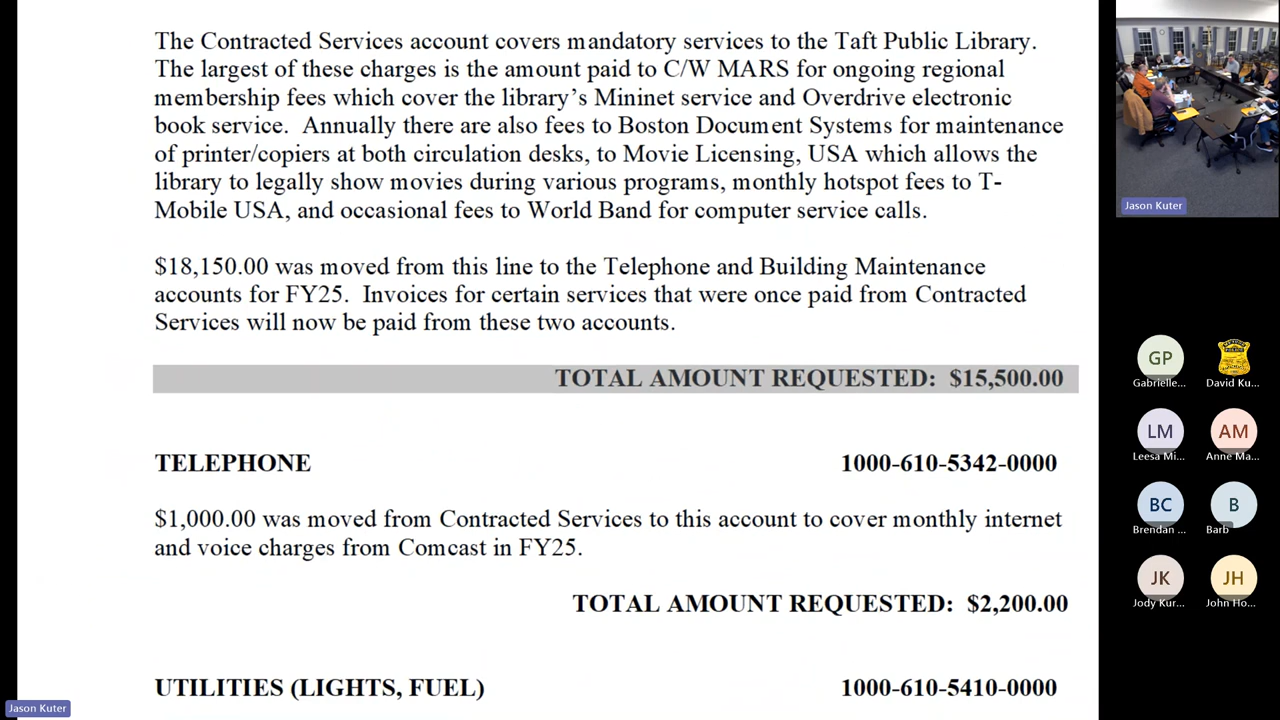 The Contracted Services account covers mandatory services to the Taft Public Library.
The largest of these charges is the amount paid to C/W MARS for ongoing regional
membership fees which cover the library's Mininet service and Overdrive electronic
book service.  Annually there are also fees to Boston Document Systems for maintenance
of printer/copiers at both circulation desks, to Movie Licensing, USA which allows the
library to legally show movies during various programs, monthly hotspot fees to T-
Mobile USA, and occasional fees to World Band for computer service calls.
$18,150.00 was moved from this line to the Telephone and Building Maintenance
accounts for FY25.  Invoices for certain services that were once paid from Contracted
Services will now be paid from these two accounts.
TOTAL AMOUNT REQUESTED:  $15,500.00
TELEPHONE 1000-610-5342-0000
$1,000.00 was moved from Contracted Services to this account to cover monthly internet
and voice charges from Comcast in FY25.
TOTAL AMOUNT REQUESTED:  $2,200.00
UTILITIES (LIGHTS, FUEL) 1000-610-5410-0000
Jason Kuter
Jason Kuter
GP
Gabrielle...
David Ku...
LM
Leesa Mi...
AM
Anne Ma...
BC
Brendan ...
B
Barb
JK
Jody Kur...
JH
John Ho...